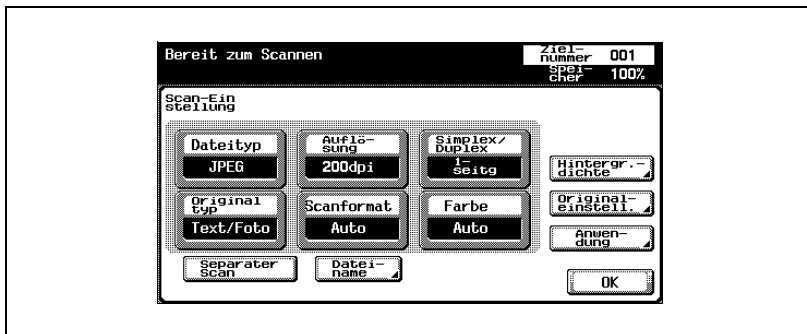 Bereit zum Scannen
Ziel-
nummer 001
Spei-
cher 100%
Scan-Ein
stellung
Dateityp
JPEG
Auflö-
sung
200dpi
Simplex/
Duplex
1-
seitg
Hintergr.-
dichte
Original
typ
Text/Foto
Scanformat
Auto
Farbe
Auto
Original-
einstell.
Anwen-
dung
Separater
Scan
Datei-
name
OK